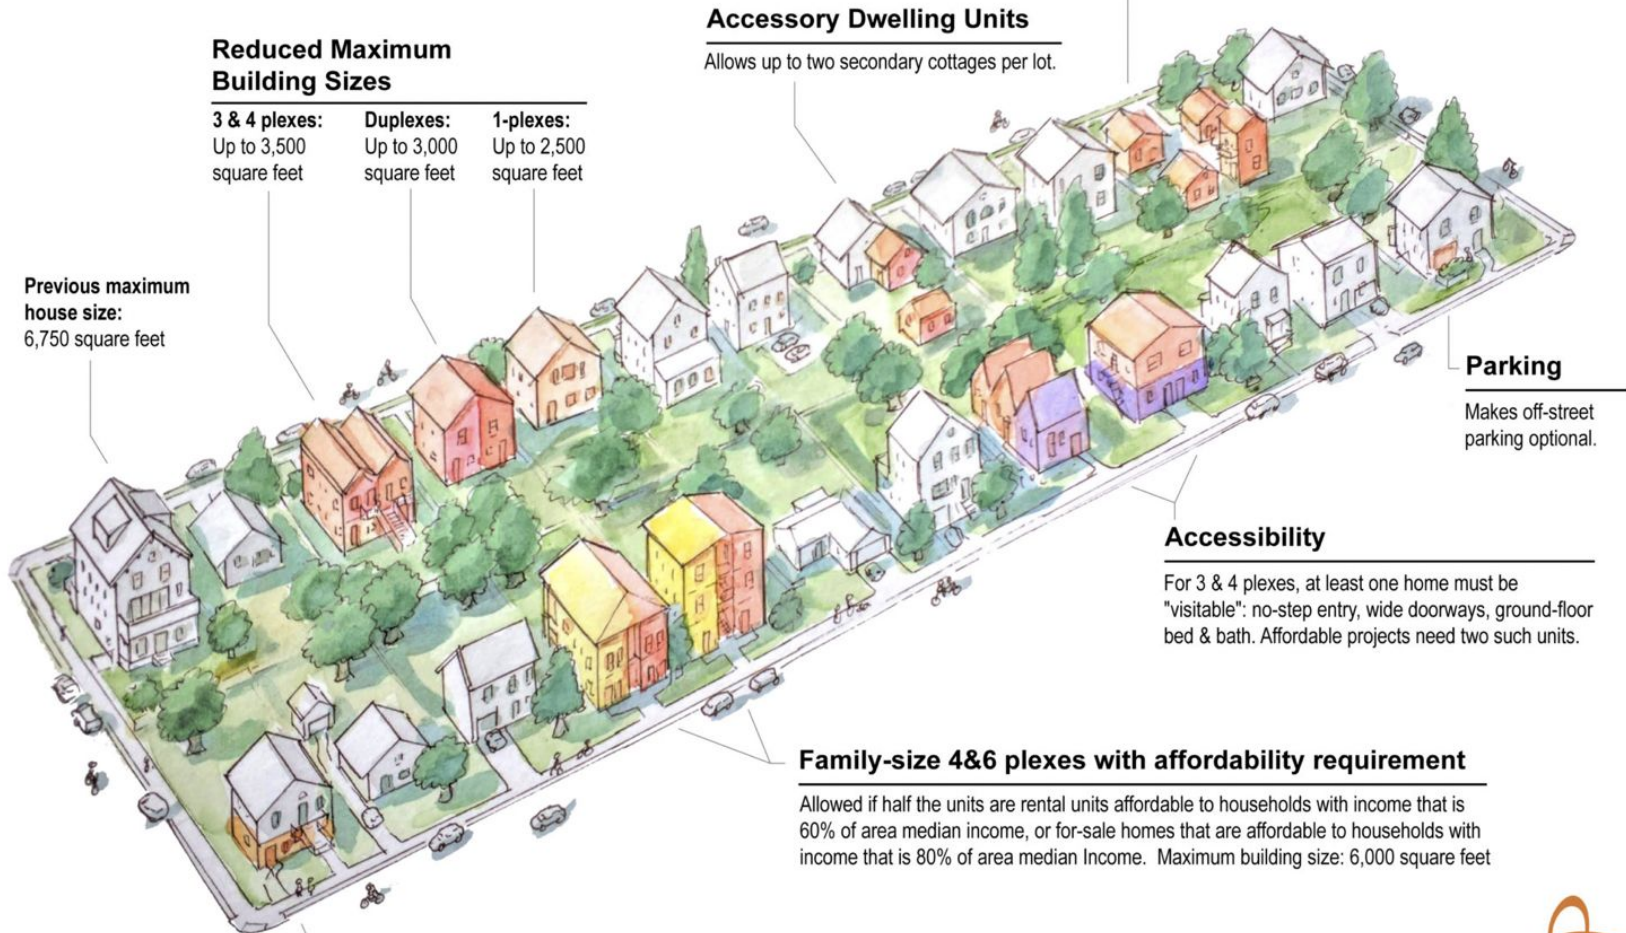 Accessory Dwelling Units
Allows up to two secondary cottages per lot.
Reduced Maximum
Building Sizes
3 & 4 plexes:
Up to 3,500
square feet
Duplexes:
Up to 3,000
square feet
1-plexes:
Up to 2,500
square feet
Previous maximum
house size:
6,750 square feet
Parking
Makes off-street
parking optional.
Accessibility
For 3 & 4 plexes, at least one home must be
"visitable": no-step entry, wide doorways, ground-floor
bed & bath. Affordable projects need two such units.
Family-size 4&6 plexes with affordability requirement
Allowed if half the units are rental units affordable to households with income that is
60% of area median income, or for-sale homes that are affordable to households with
income that is 80% of area median Income. Maximum building size: 6,000 square feet